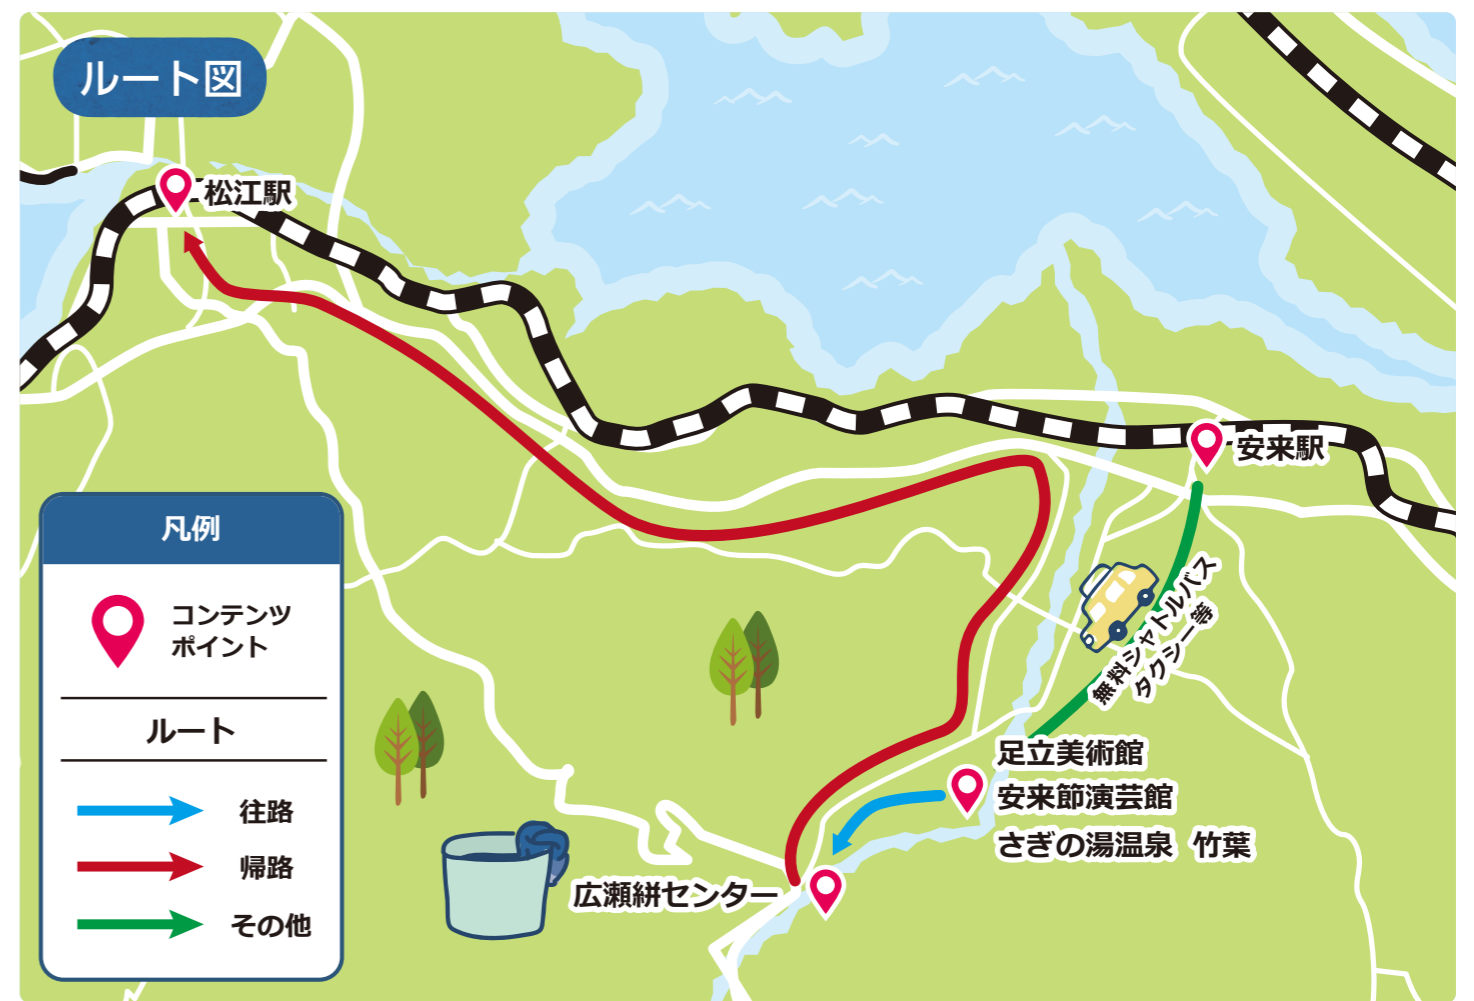 ルート図
松江駅
安来駅
凡例
コンテンツ
ポイント
ルート
往路
帰路
その他
無料シャトルバス
タクシー等
足立美術館
安来節演芸館
さぎの湯温泉 竹葉
広瀬絣センター